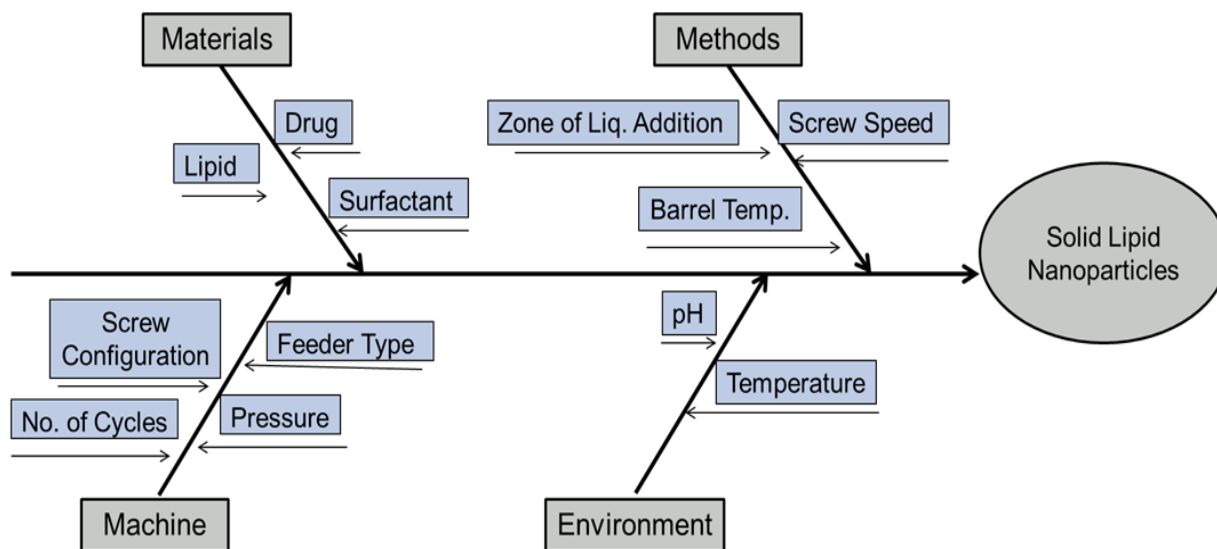 Materials
Methods
Drug
Lipid
Surfactant
Zone of Liq. Addition
Screw Speed
Barrel Temp.
Solid Lipid
Nanoparticles
Screw
Configuration
Feeder Type
No. of Cycles
Pressure
pH
Temperature
Machine
Environment